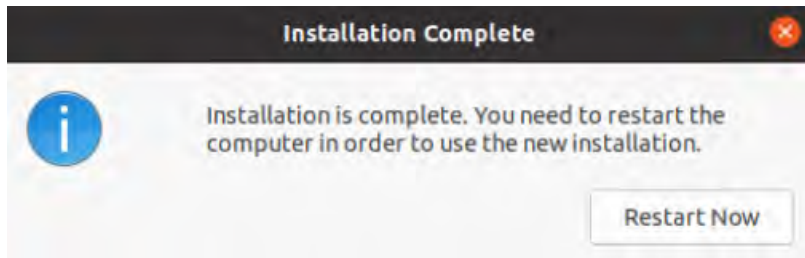 Installation Complete
Installation is complete. You need to restart the
computer in order to use the new installation.
Restart Now